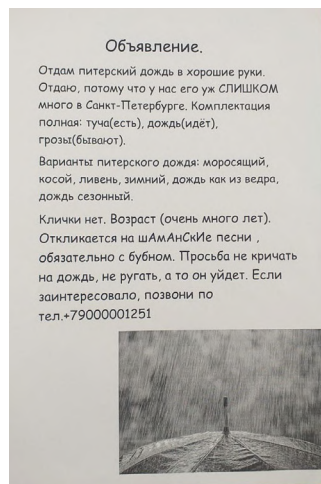 Объявление.
Отдам питерский дождь в хорошие руки.
Отдаю, потому что у нас его уж СЛИШКОМ
много в Санкт-Петербурге. Комплектация
полная: туча(есть), дождь(идёт),
грозы(бывают).
Варианты питерского дождя: моросящий,
косой, ливень, зимний, дождь как из ведра,
дождь сезонный.
Клички нет. Возраст (очень много лет).
Откликается на шАмАнСкИе песни ,
обязательно с бубном. Просьба не кричать
на дождь, не ругать, а то он уйдет. Если
заинтересовало, позвони по
тел.+79000001251